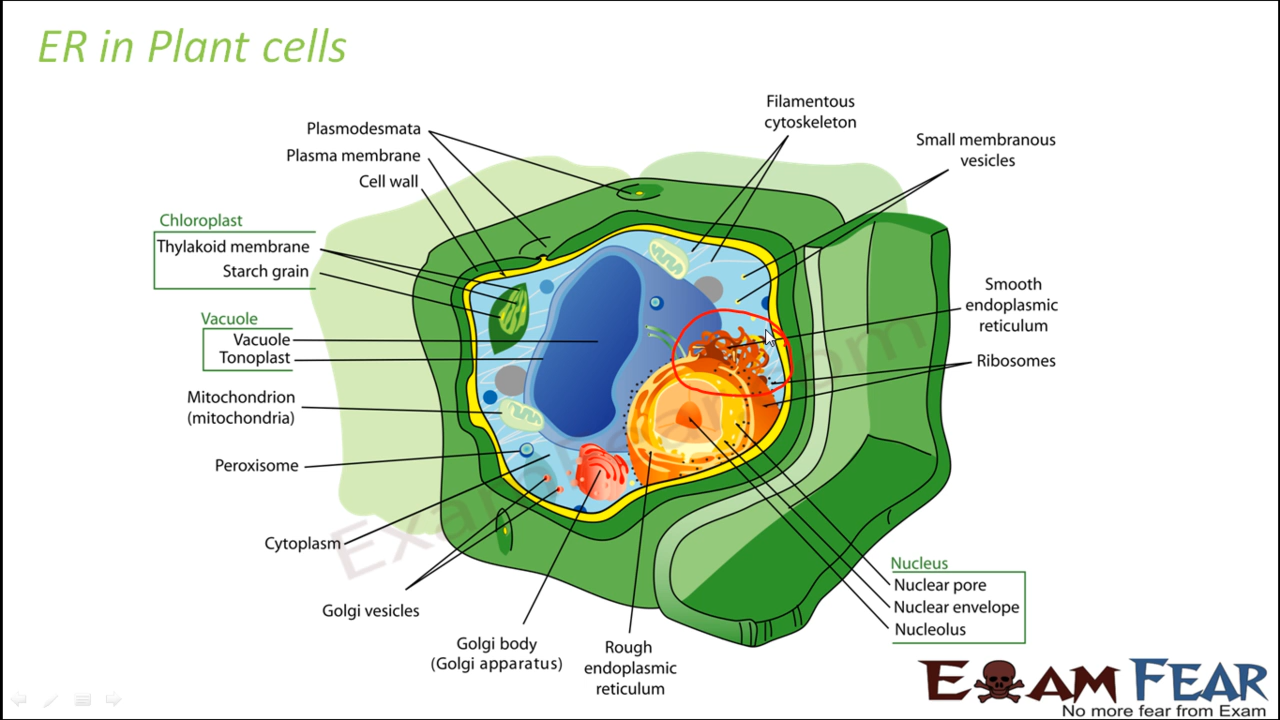 ER in Plant cells
Filamentous
cytoskeleton
Small membranous
vesicles
Plasmodesmata
Plasma membrane
Cell wall
Chloroplast
Thylakoid membrane
Starch grain
Vacuole
Vacuole
Tonoplast
Mitochondrion
(mitochondria)
Peroxisome
Cytoplasm
Golgi vesicles
Golgi body
(Golgi apparatus)
Rough
endoplasmic
reticulum
Smooth
endoplasmic
reticulum
Ribosomes
Nucleus
Nuclear pore
Nuclear envelope
Nucleolus
EXAM FEAR
No more fear from Exam